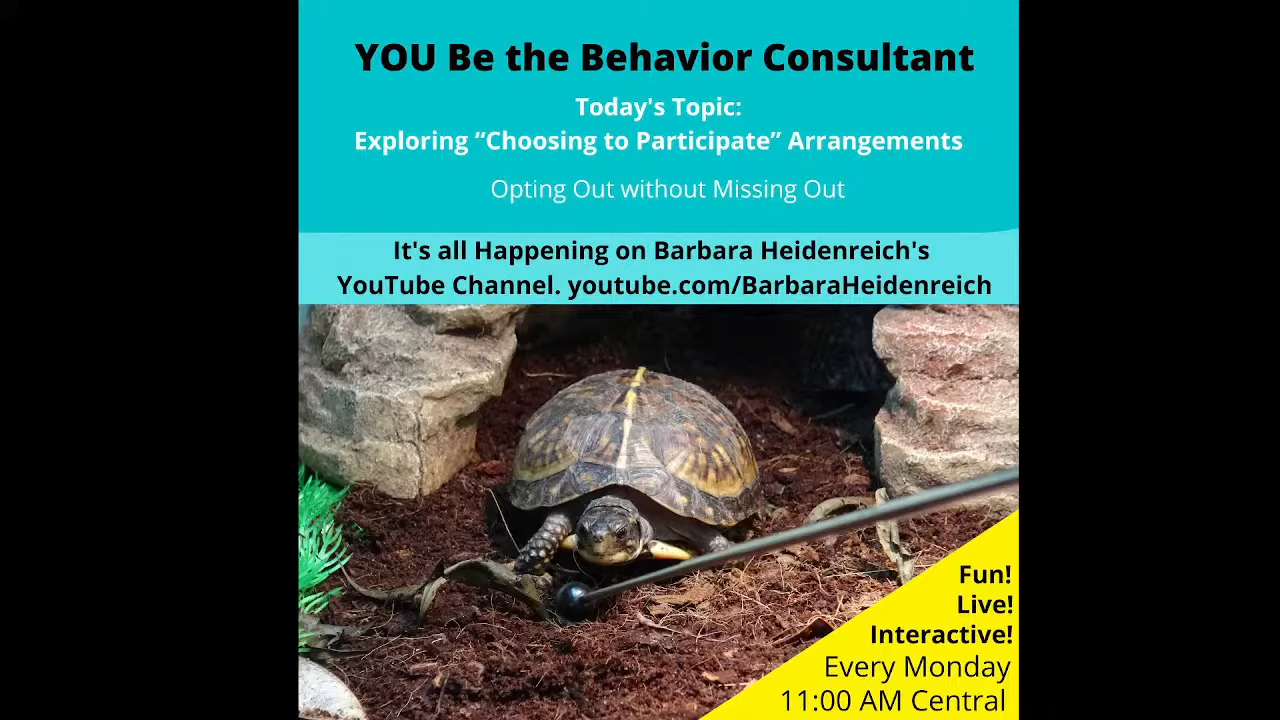 YOU Be the Behavior Consultant
Today's Topic:
Exploring “Choosing to Participate” Arrangements
Opting Out without Missing Out
It's all Happening on Barbara Heidenreich's
YouTube Channel. youtube.com/BarbaraHeidenreich
Fun!
Live!
Interactive!
Every Monday
11:00 AM Central